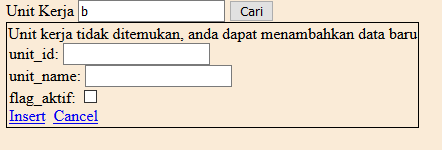 Unit Kerja b Cari
Unit kerja tidak ditemukan, anda dapat menambahkan data baru
unit_id:
unit_name:
flag_aktif:
Insert Cancel